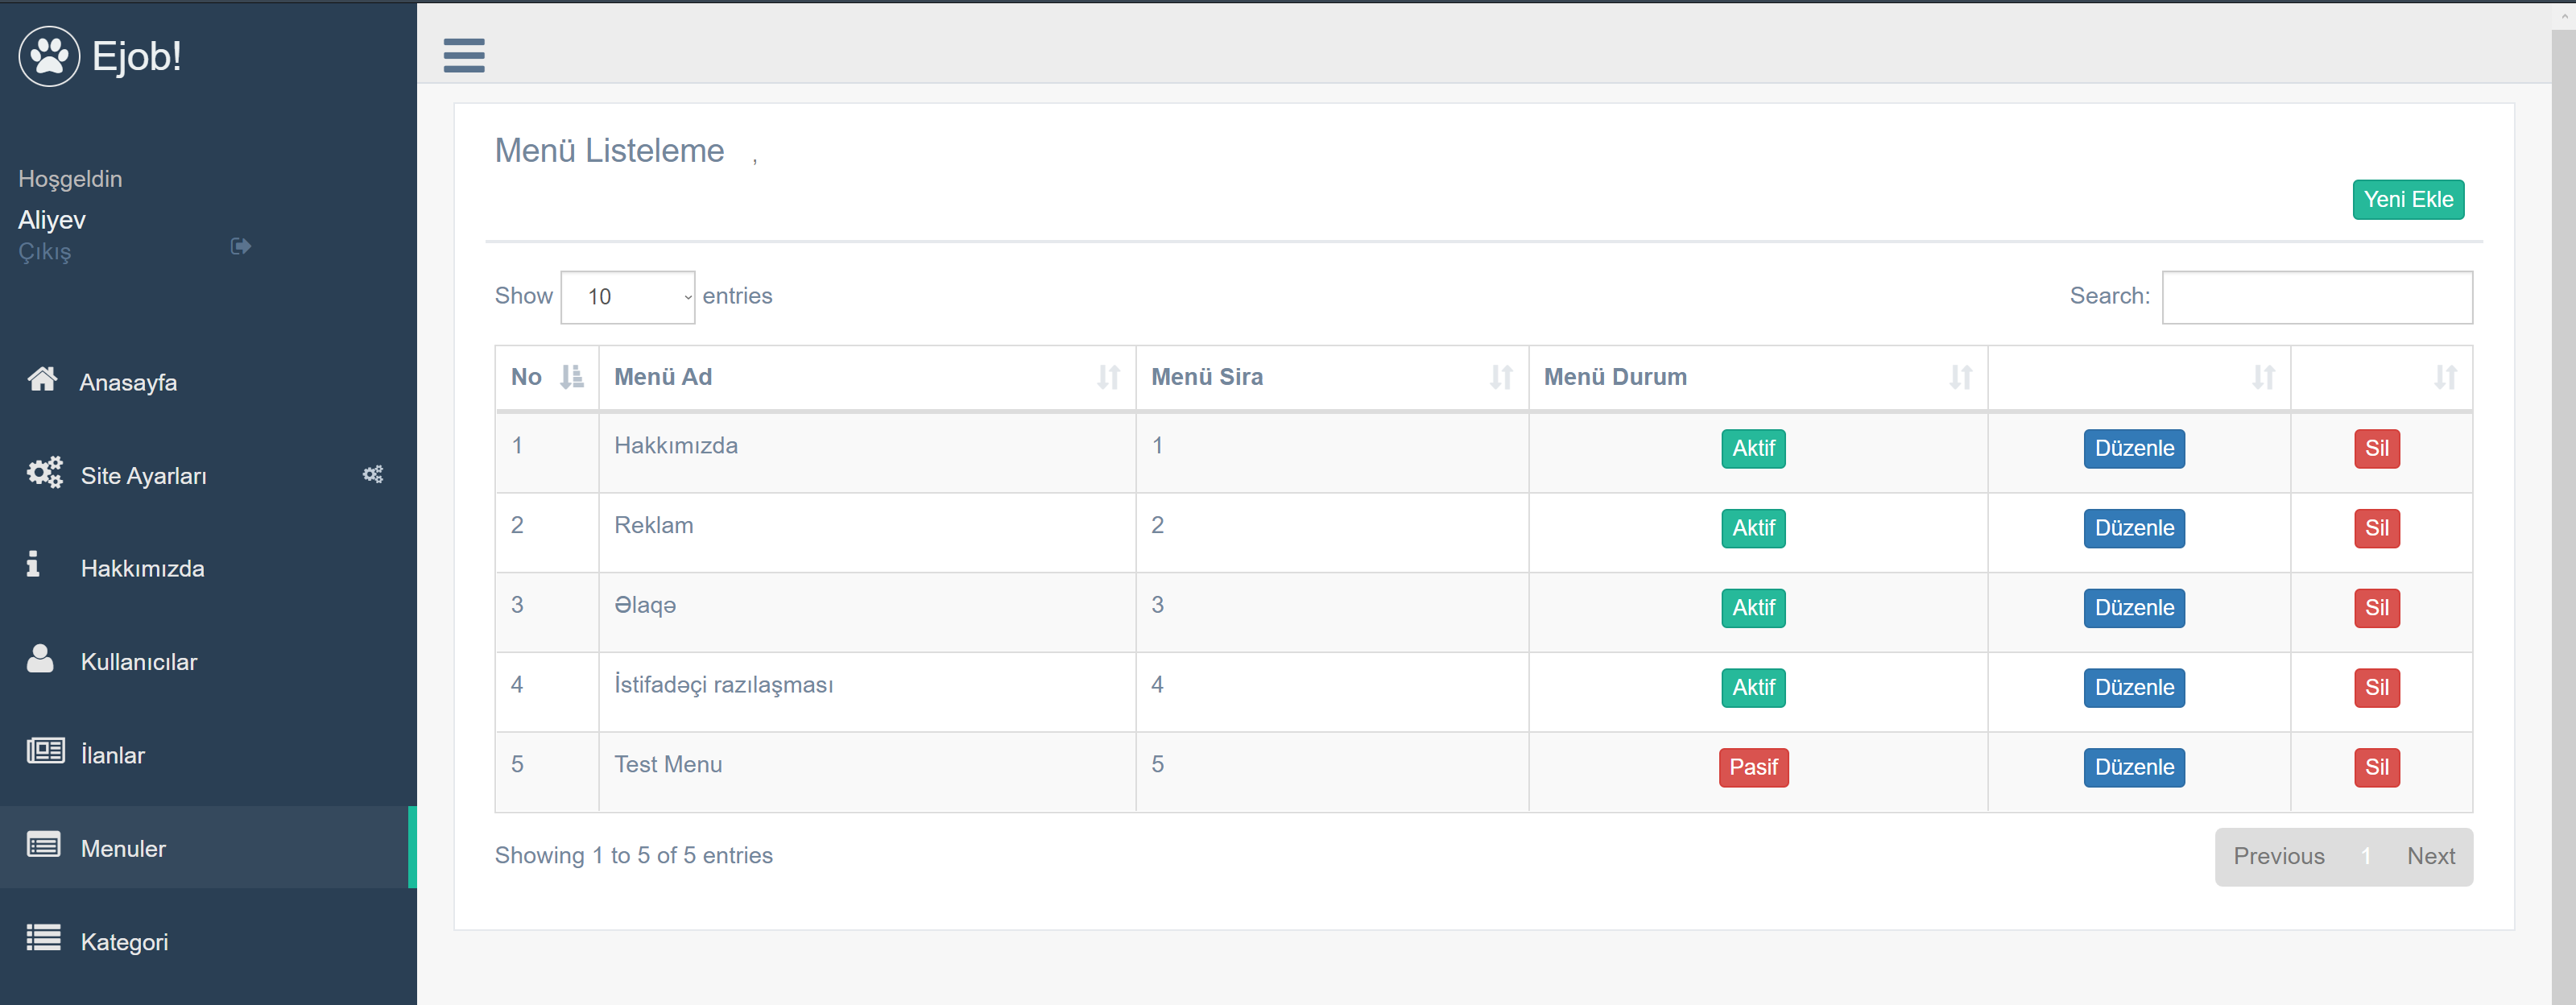 Ejob!
Hoşgeldin
Aliyev
Çıkış
Anasayfa
Site Ayarları
Hakkımızda
Kullanıcılar
İlanlar
Menuler
Kategori
Menü Listeleme ,
Yeni Ekle
Show 10 entries
Search:
No Menü Ad Menü Sira Menü Durum
1 Hakkımızda 1 Aktif Düzenle Sil
2 Reklam 2 Aktif Düzenle Sil
3 Əlaqə 3 Aktif Düzenle Sil
4 İstifadəçi razılaşması 4 Aktif Düzenle Sil
5 Test Menu 5 Pasif Düzenle Sil
Showing 1 to 5 of 5 entries
Previous 1 Next